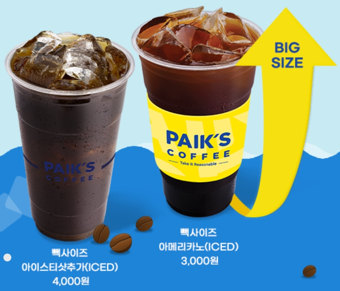 BIG
SIZE
PAIK'S
COFFEE
PAIK'S
COFFEE
Take it Reasonable
빽사이즈
아이스티샷추가(ICED)
4,000원
빽사이즈
아메리카노(ICED)
3,000원